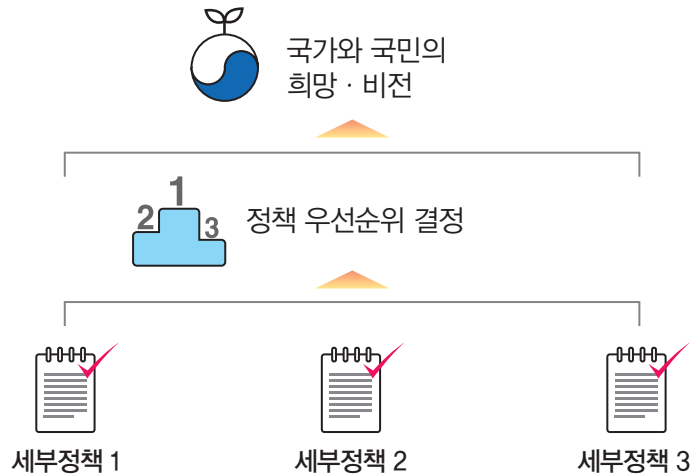 국가와 국민의
희망 · 비전
1
2
3
정책 우선순위 결정
세부정책 1
세부정책 2
세부정책 3